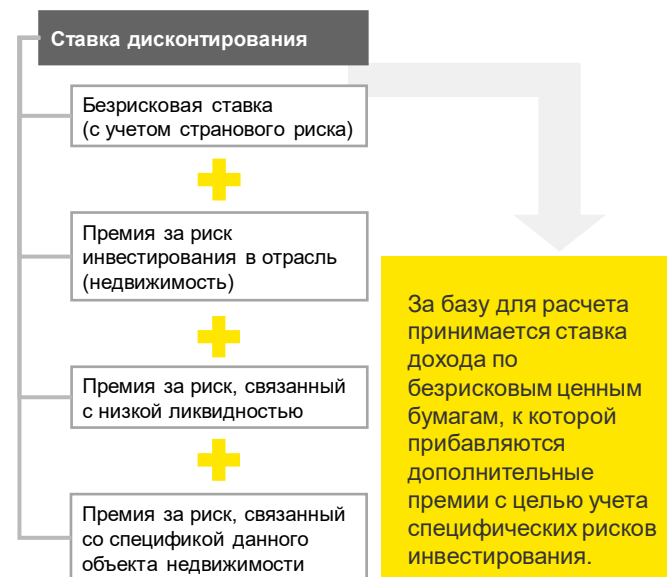 Ставка дисконтирования
Безрисковая ставка
(с учетом странового риска)
Премия за риск
инвестирования в отрасль
(недвижимость)
Премия за риск, связанный
с низкой ликвидностью
Премия за риск, связанный
со спецификой данного
объекта недвижимости
За базу для расчета
принимается ставка
дохода по
безрисковым ценным
бумагам, к которой
прибавляются
дополнительные
премии с целью учета
специфических рисков
инвестирования.